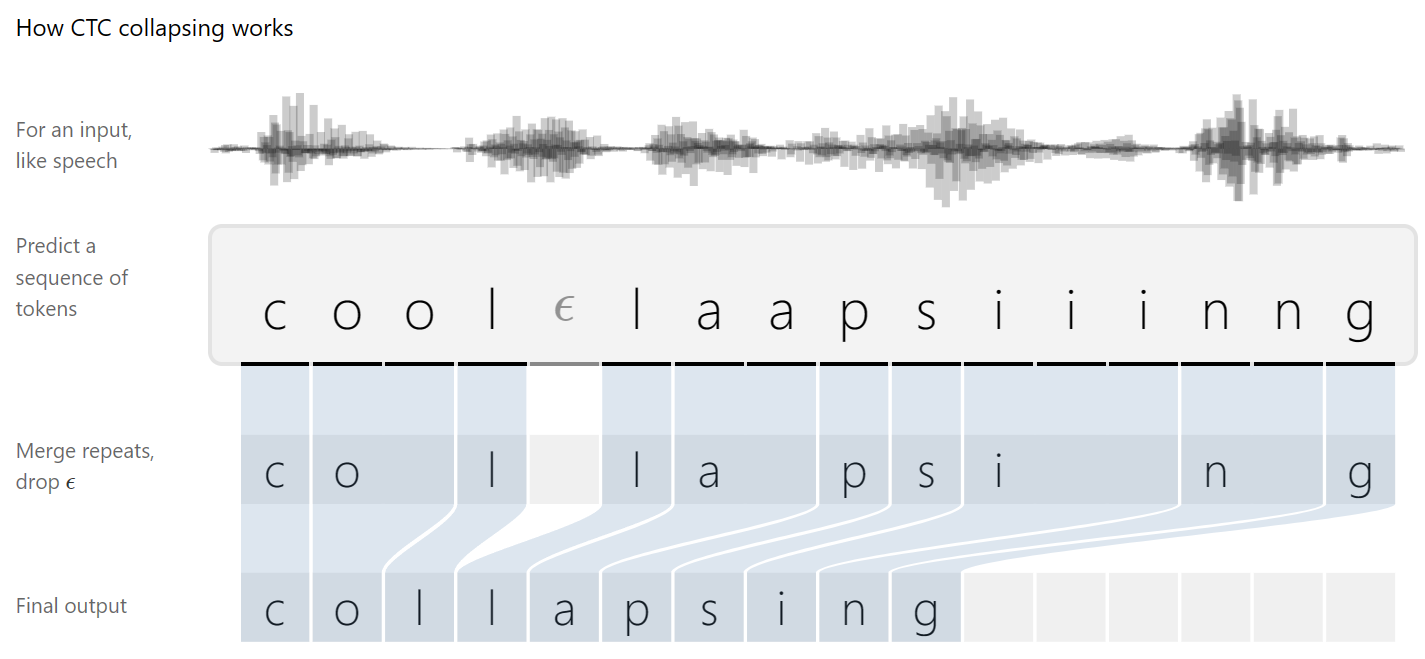 How CTC collapsing works
For an input,
like speech
Predict a
sequence of
tokens
c o o l ϵ l a a p s i i i n n g
Merge repeats,
drop ϵ
c o l l a p s i n g
Final output
c o l l a p s i n g